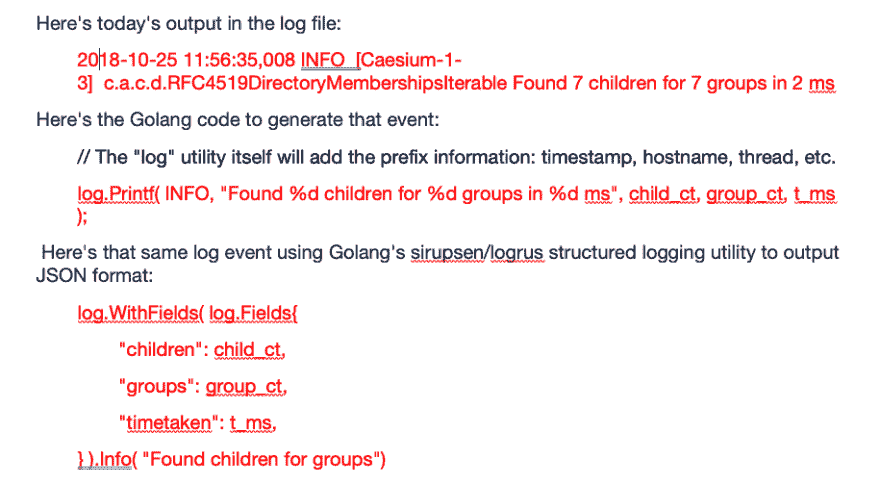 Here's today's output in the log file:
2018-10-25 11:56:35,008 INFO [Caesium-1-
3] c.a.c.d.RFC4519DirectoryMembershipsIterable Found 7 children for 7 groups in 2 ms
Here's the Golang code to generate that event:
// The "log" utility itself will add the prefix information: timestamp, hostname, thread, etc.
log.Printf( INFO, "Found %d children for %d groups in %d ms", child_ct, group_ct, t_ms
);
Here's that same log event using Golang's sirupsen/logrus structured logging utility to output
JSON format:
log.WithFields( log.Fields{
"children": child_ct,
"groups": group_ct,
"timetaken": t_ms,
} ).Info( "Found children for groups")